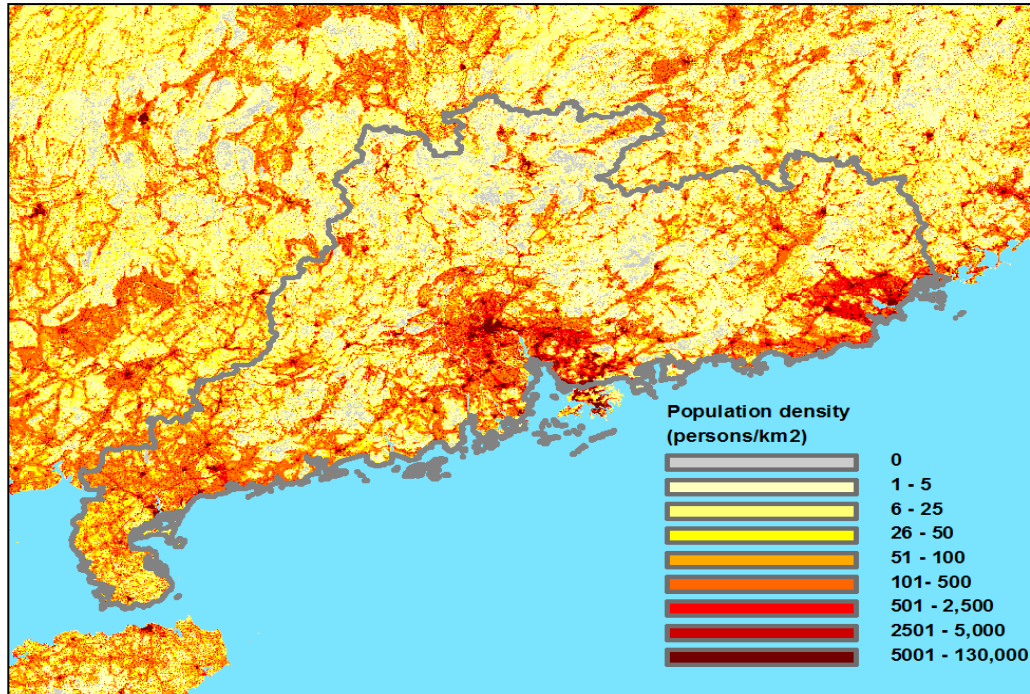 Population density
(persons/km2)
0
1 - 5
6 - 25
26 - 50
51 - 100
101- 500
501 - 2,500
2501 - 5,000
5001 - 130,000